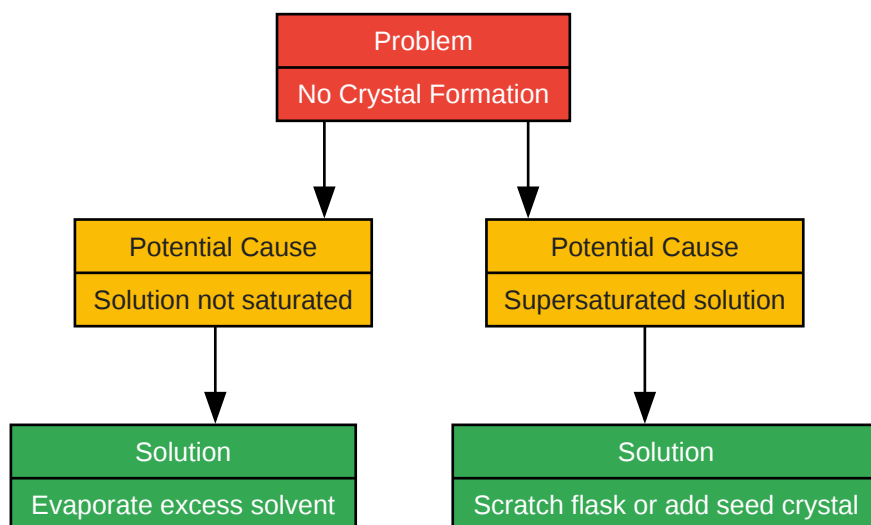 Problem
No Crystal Formation
Potential Cause
Solution not saturated
Potential Cause
Supersaturated solution
Solution
Evaporate excess solvent
Solution
Scratch flask or add seed crystal